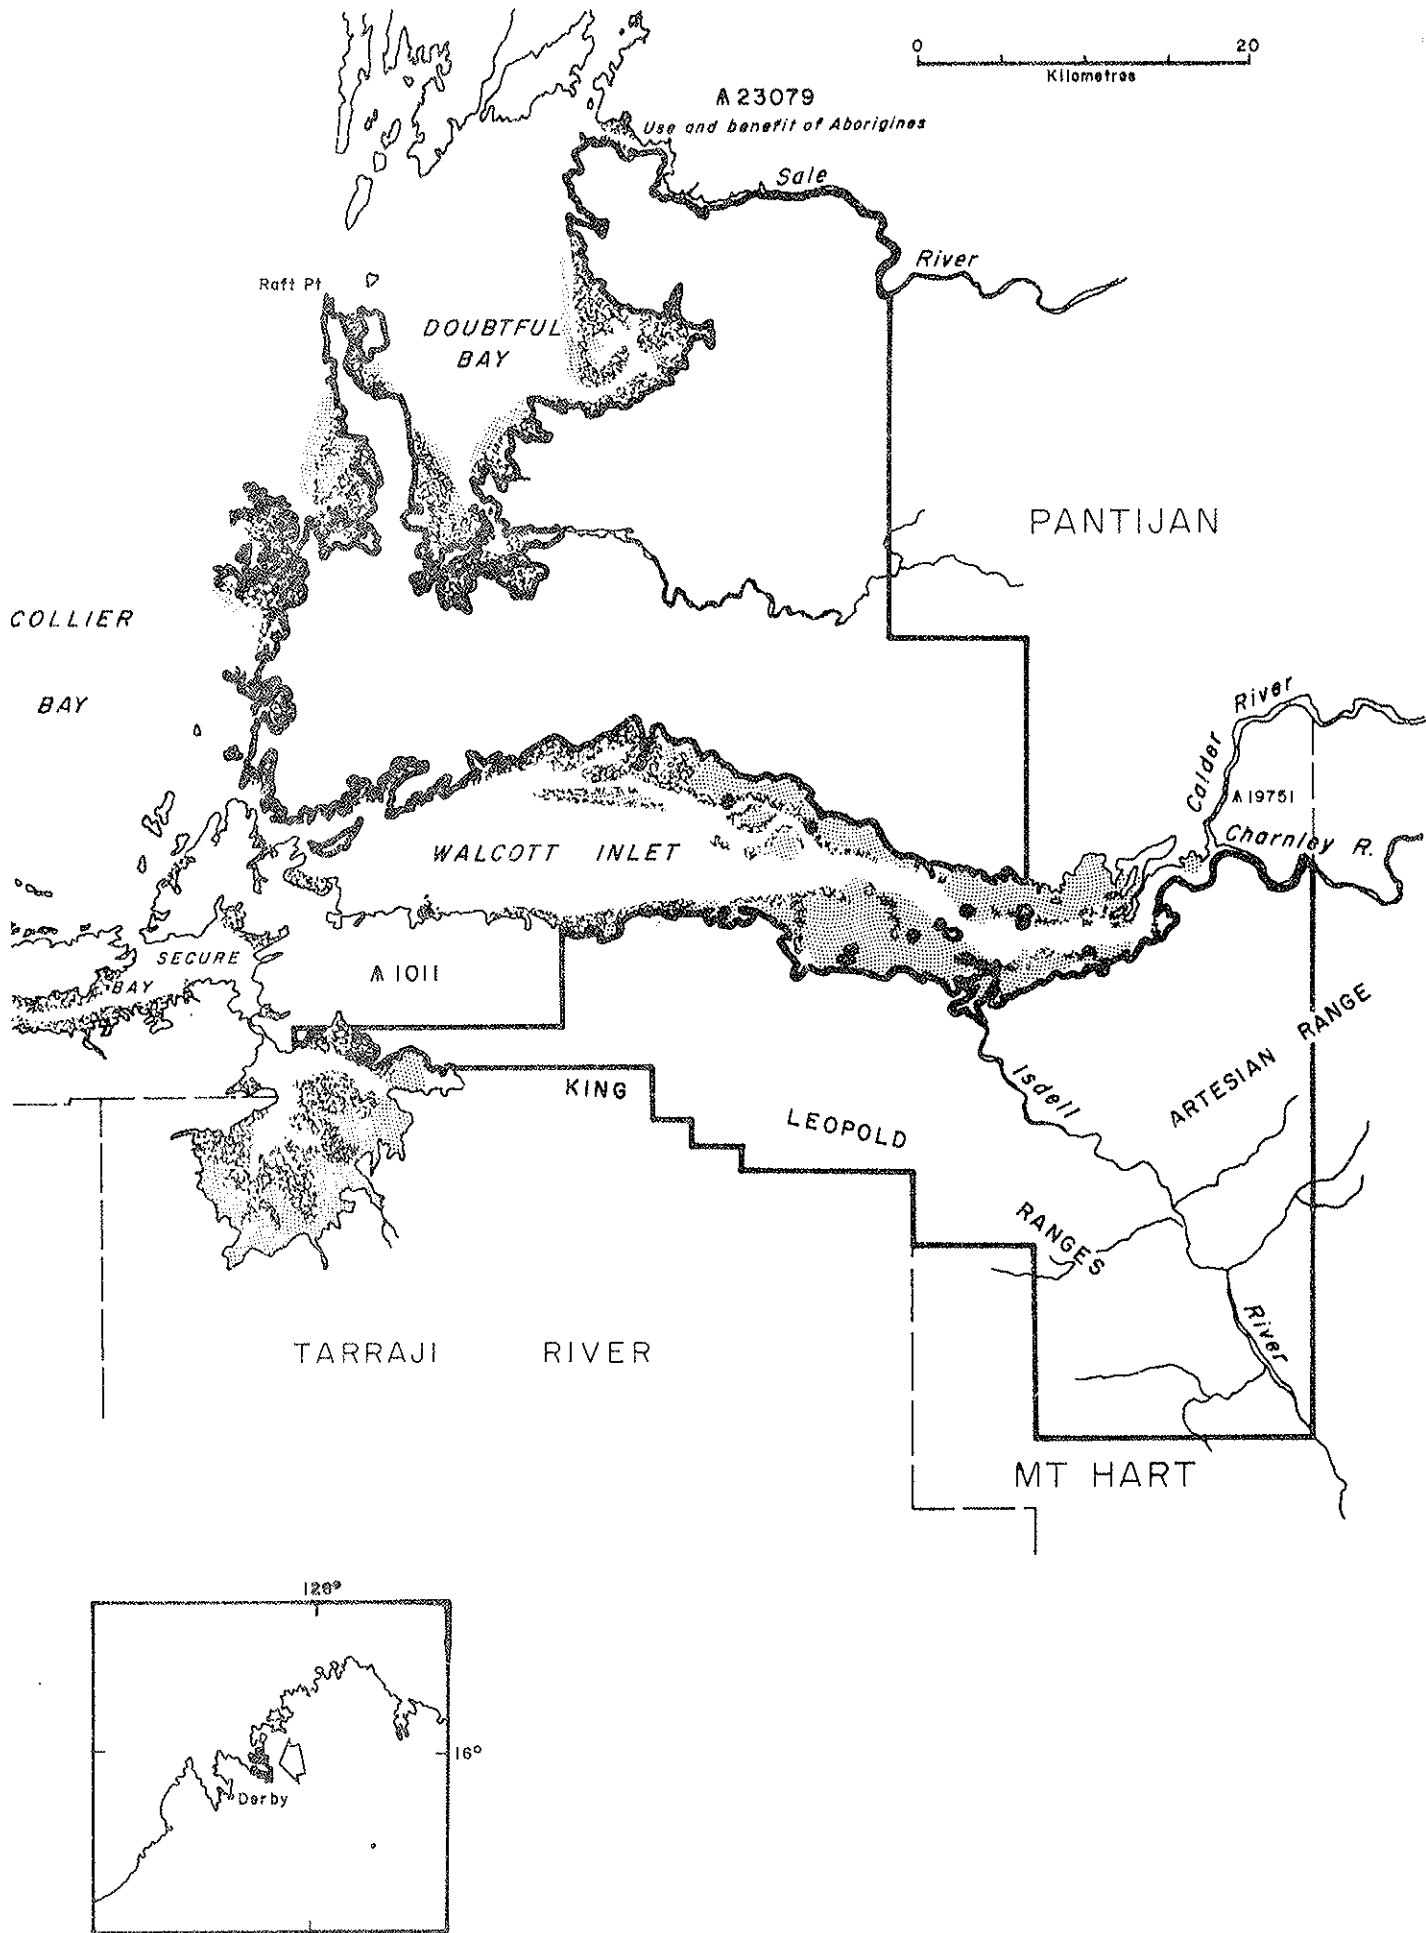 0 20
Kilometres
A 23079
Use and benefit of Aborigines
Sale
River
Raft Pt
DOUBTFUL
BAY
PANTIJAN
COLLIER
BAY
River
Calder
A 19751
Charnley R.
WALCOTT INLET
SECURE
BAY
A 1011
ARTESIAN RANGE
Isdell
KING
LEOPOLD
RANGES
River
TARRAJI RIVER
MT HART
126°
16°
Derby